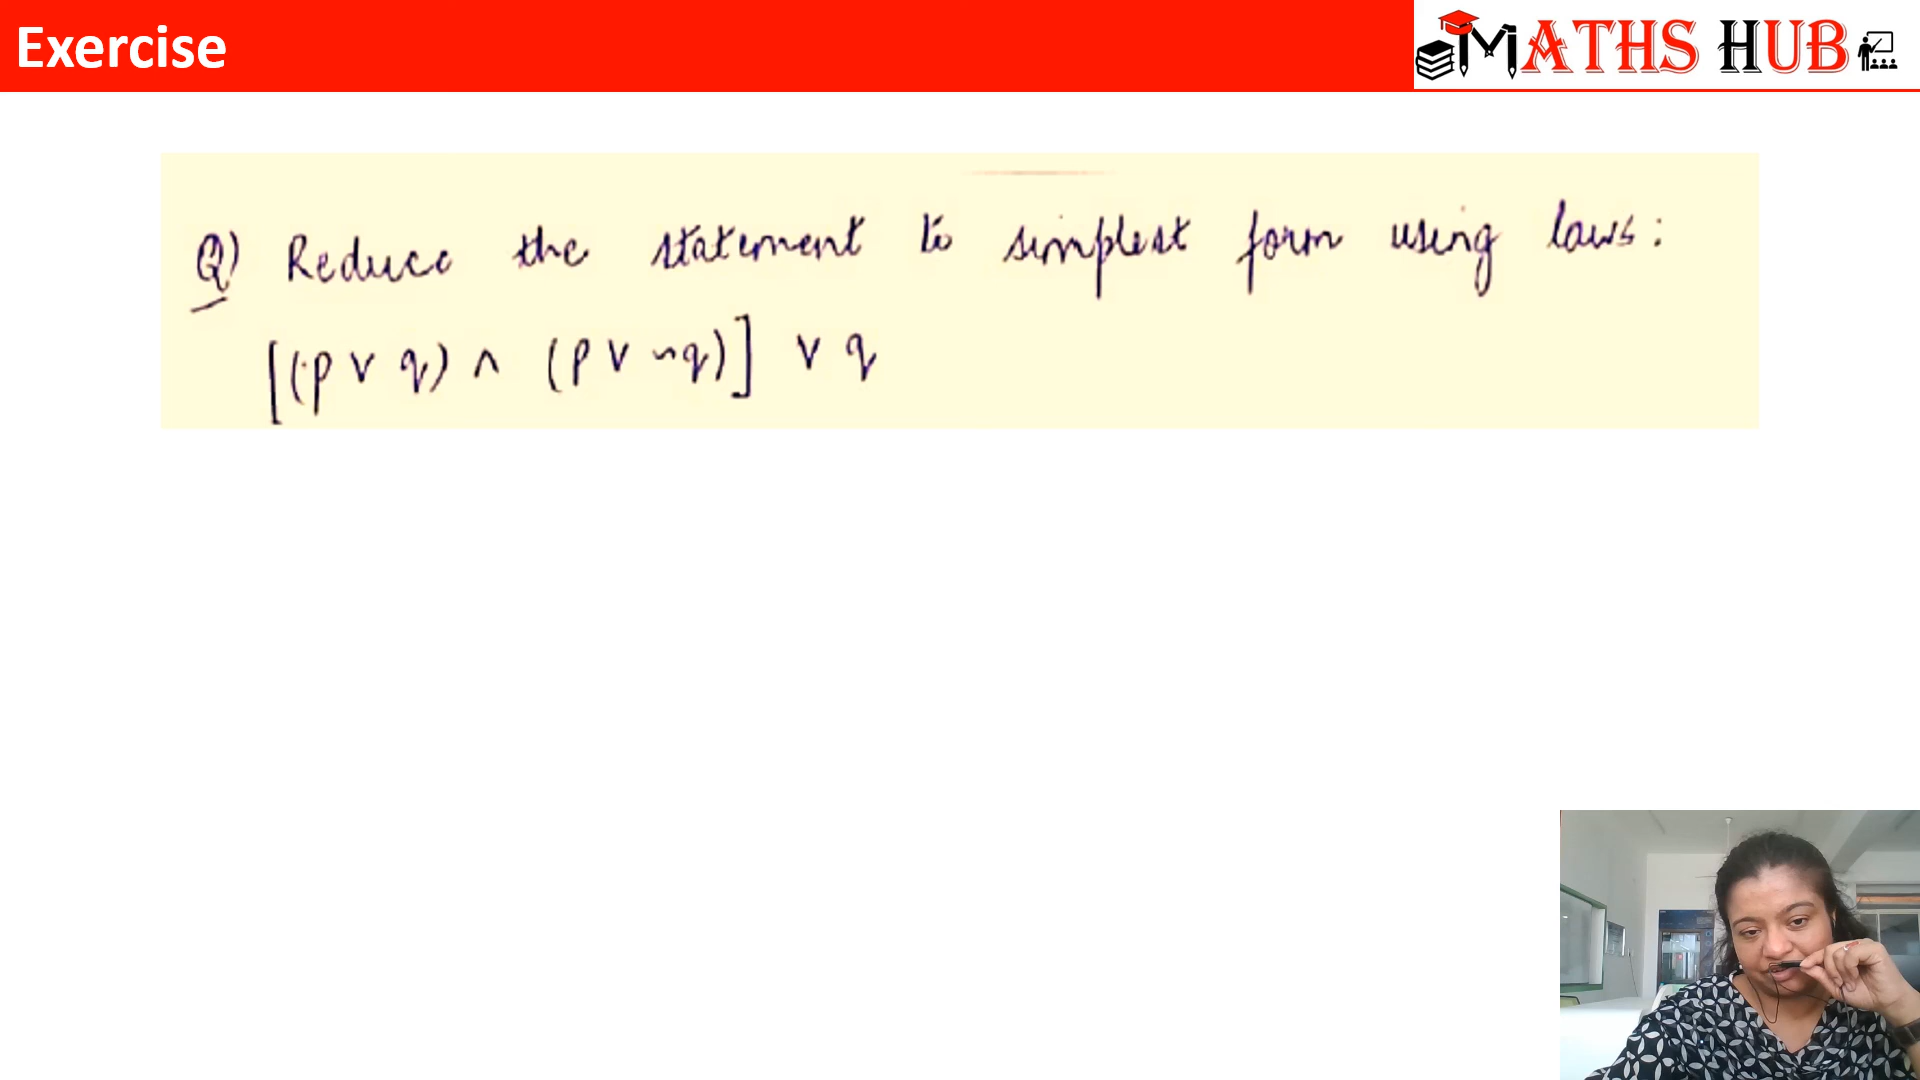 Exercise
MATHS HUB
Q) Reduce the statement to simplest form using laws:
[(p ∨ q) ∧ (p ∨ ~q)] ∨ q